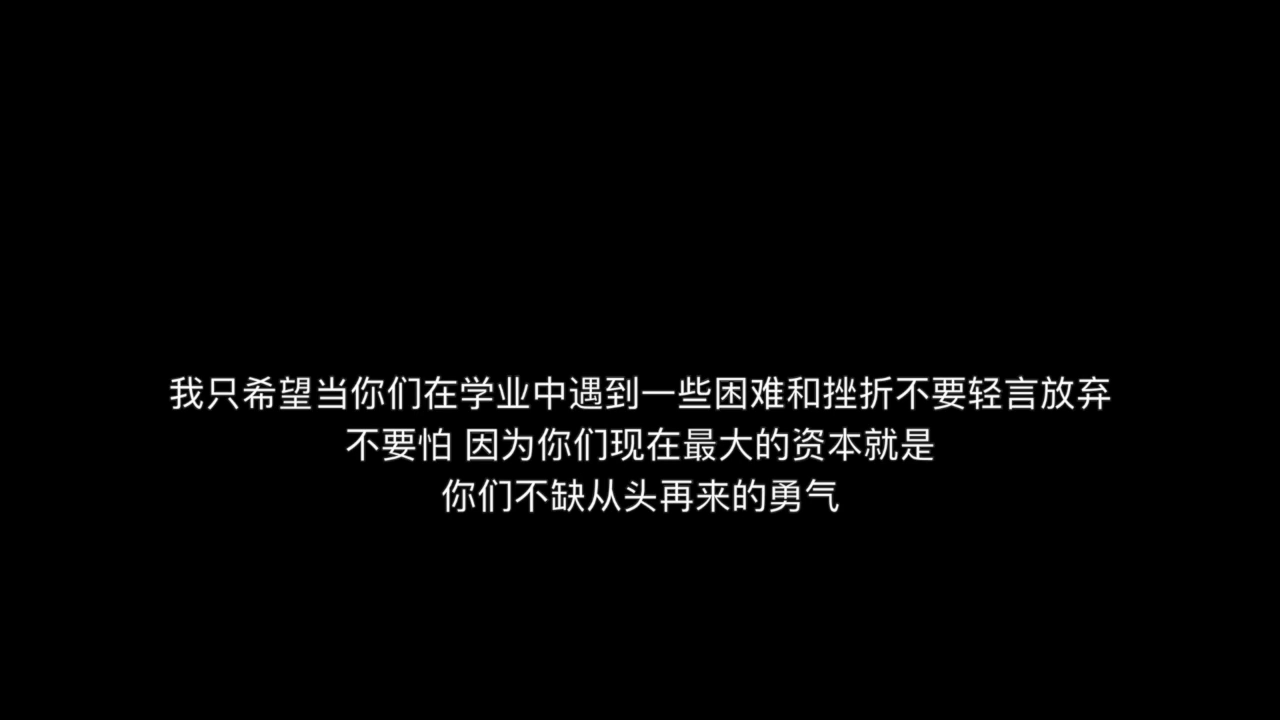 我只希望当你们在学业中遇到一些困难和挫折不要轻言放弃
不要怕 因为你们现在最大的资本就是
你们不缺从头再来的勇气